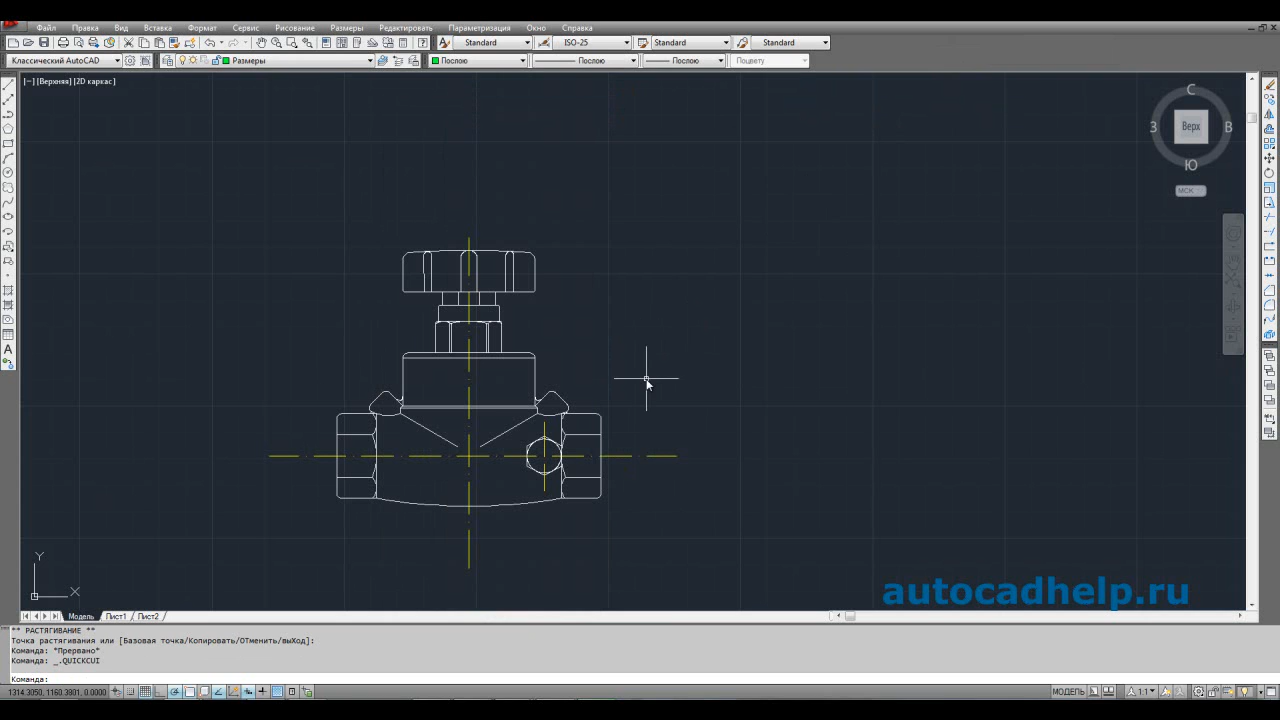 Файл Правка Вид Вставка Формат Сервис Рисование Размеры Редактировать Параметризация Окно Справка
Standard ISO-25 Standard Standard
Классический AutoCAD Размеры Послою Послою Послою Поцвету
[−][Верхняя][2D каркас]
С
З Верх В
Ю
МСК
Y
X
autocadhelp.ru
Модель Лист1 Лист2
** РАСТЯГИВАНИЕ **
Точка растягивания или [Базовая точка/Копировать/ОТменить/выХод]:
Команда: *Прервано*
Команда: _.QUICKCUI
Команда:
1314.3050, 1160.3801, 0.0000 МОДЕЛЬ 1:1